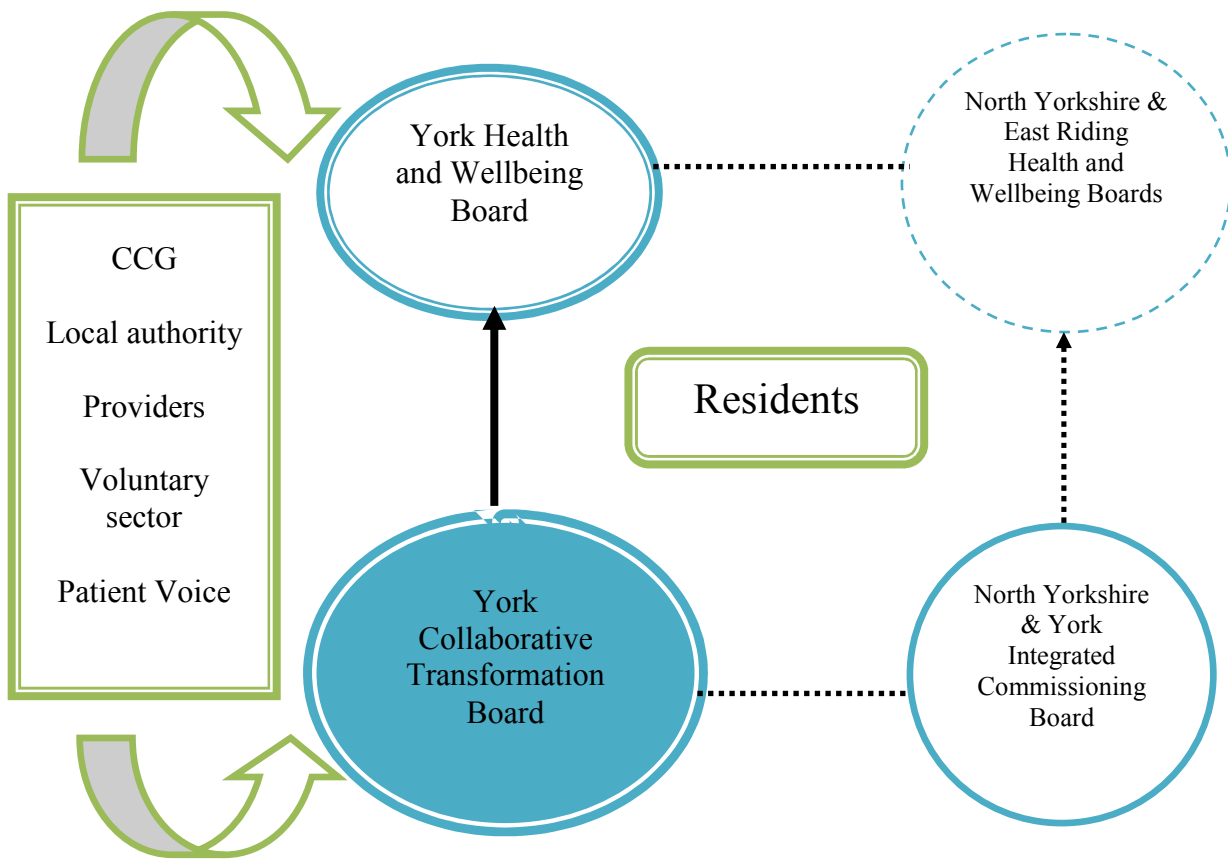 York Health
and Wellbeing
Board
North Yorkshire &
East Riding
Health and
Wellbeing Boards
CCG
Local authority
Providers
Voluntary
sector
Patient Voice
Residents
York
Collaborative
Transformation
Board
North Yorkshire
& York
Integrated
Commissioning
Board